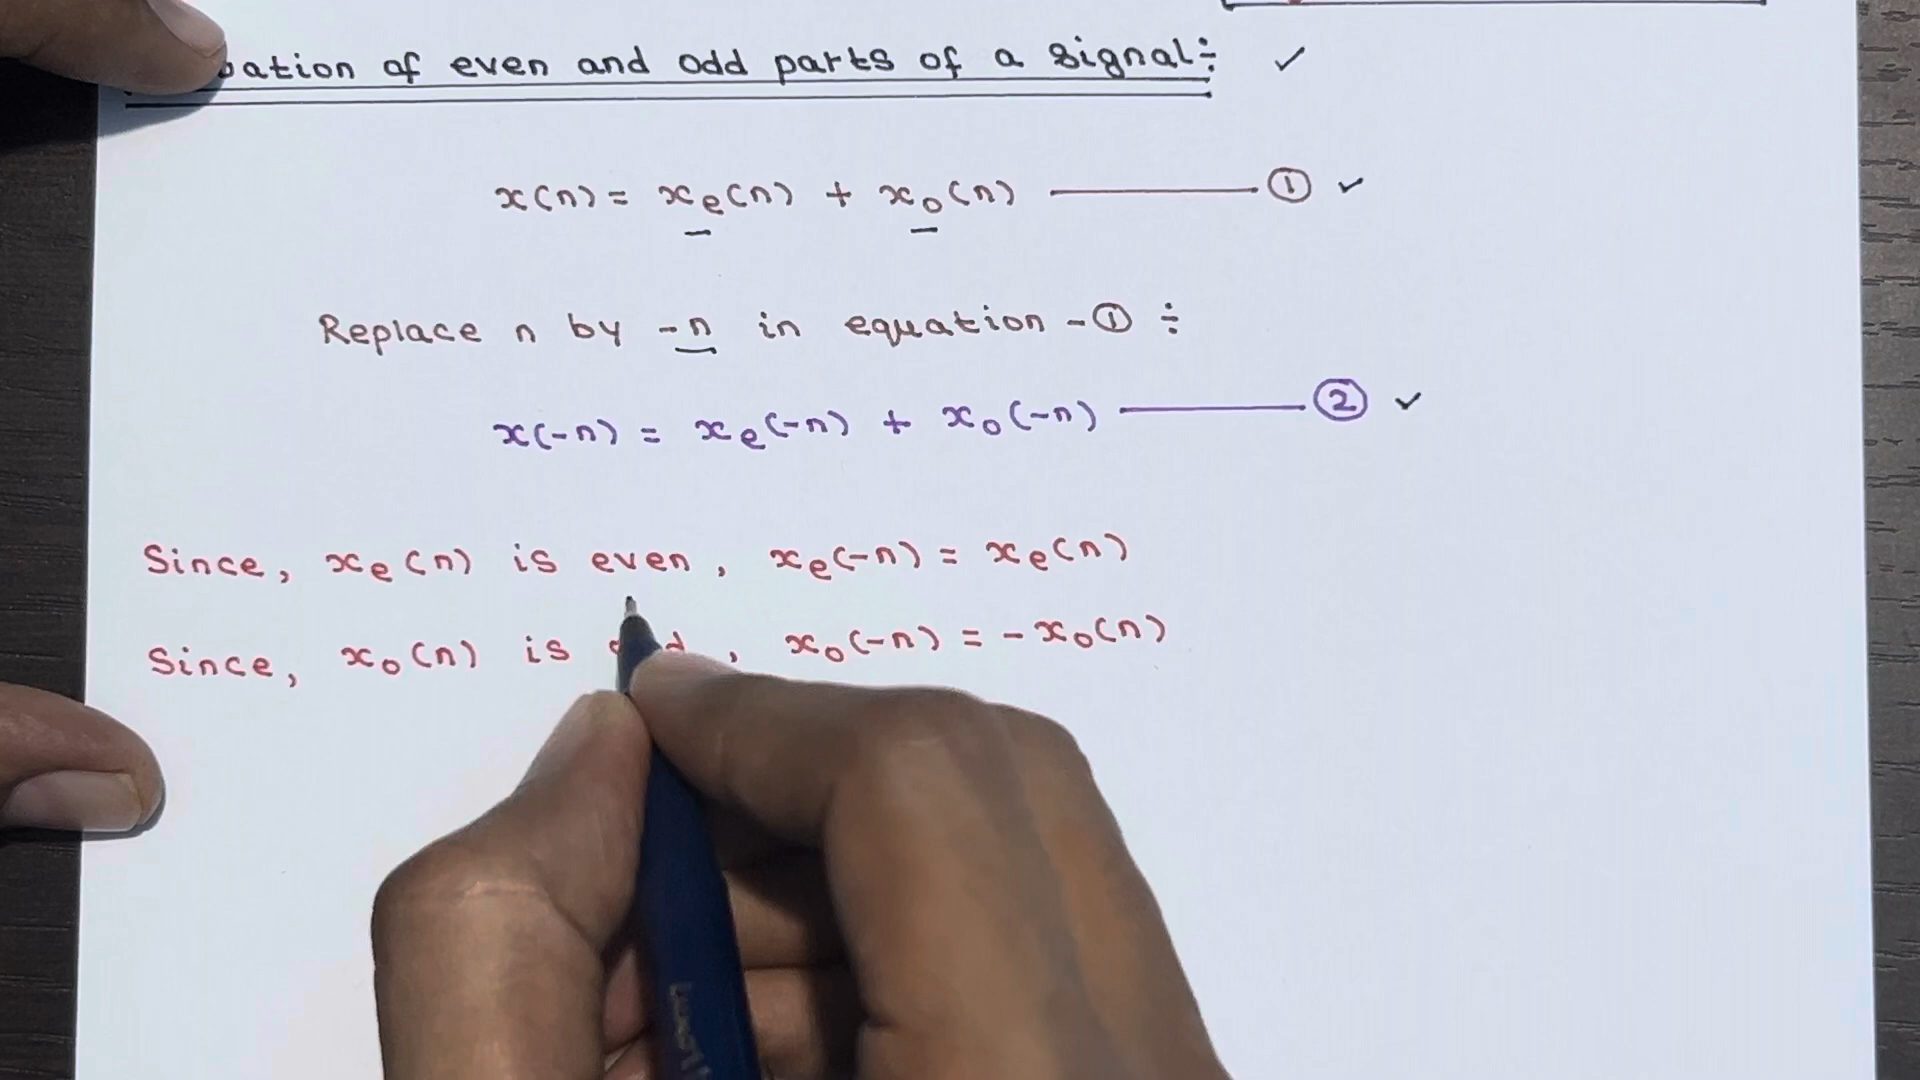 of even and odd parts of a signal÷ ✓
x(n) = xₑ(n) + xₒ(n) ——— ① ✓
Replace n by -n in equation -① ÷
x(-n) = xₑ(-n) + xₒ(-n) ——— ② ✓
Since, xₑ(n) is even, xₑ(-n) = xₑ(n)
Since, xₒ(n) is , xₒ(-n) = -xₒ(n)